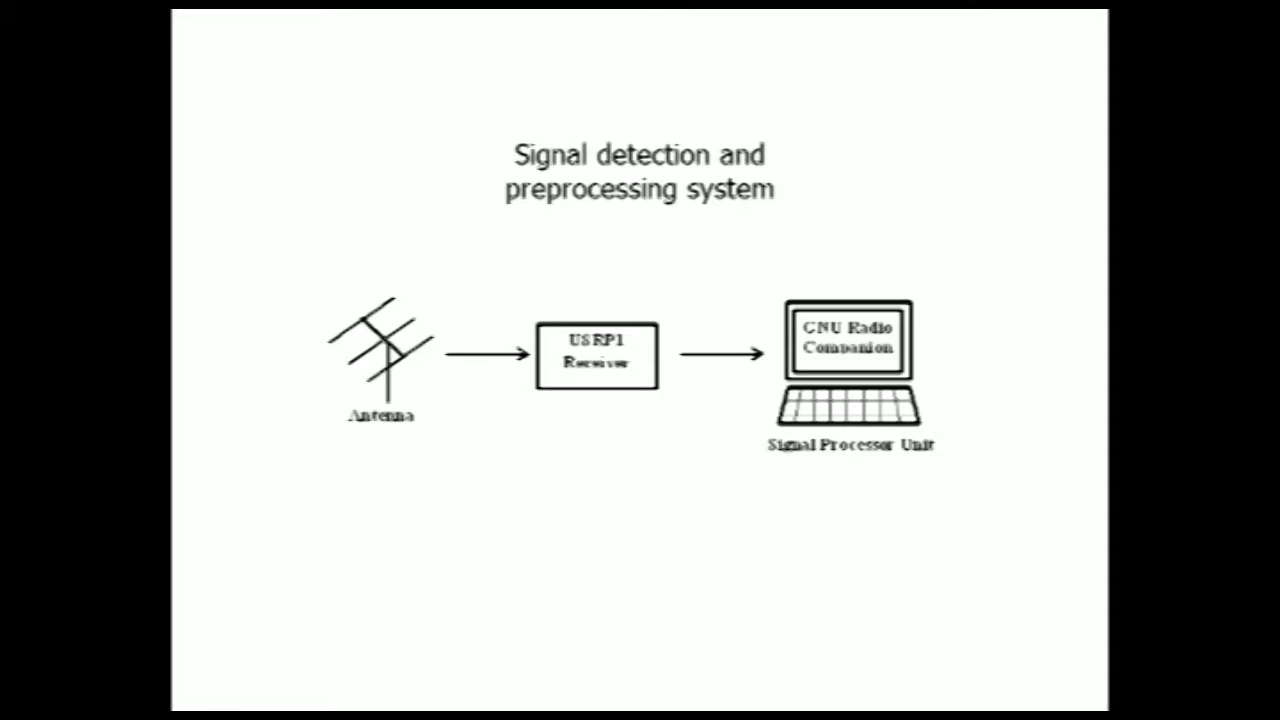 Signal detection and
preprocessing system
USRP1
Receiver
GNU Radio
Companion
Antenna
Signal Processor Unit